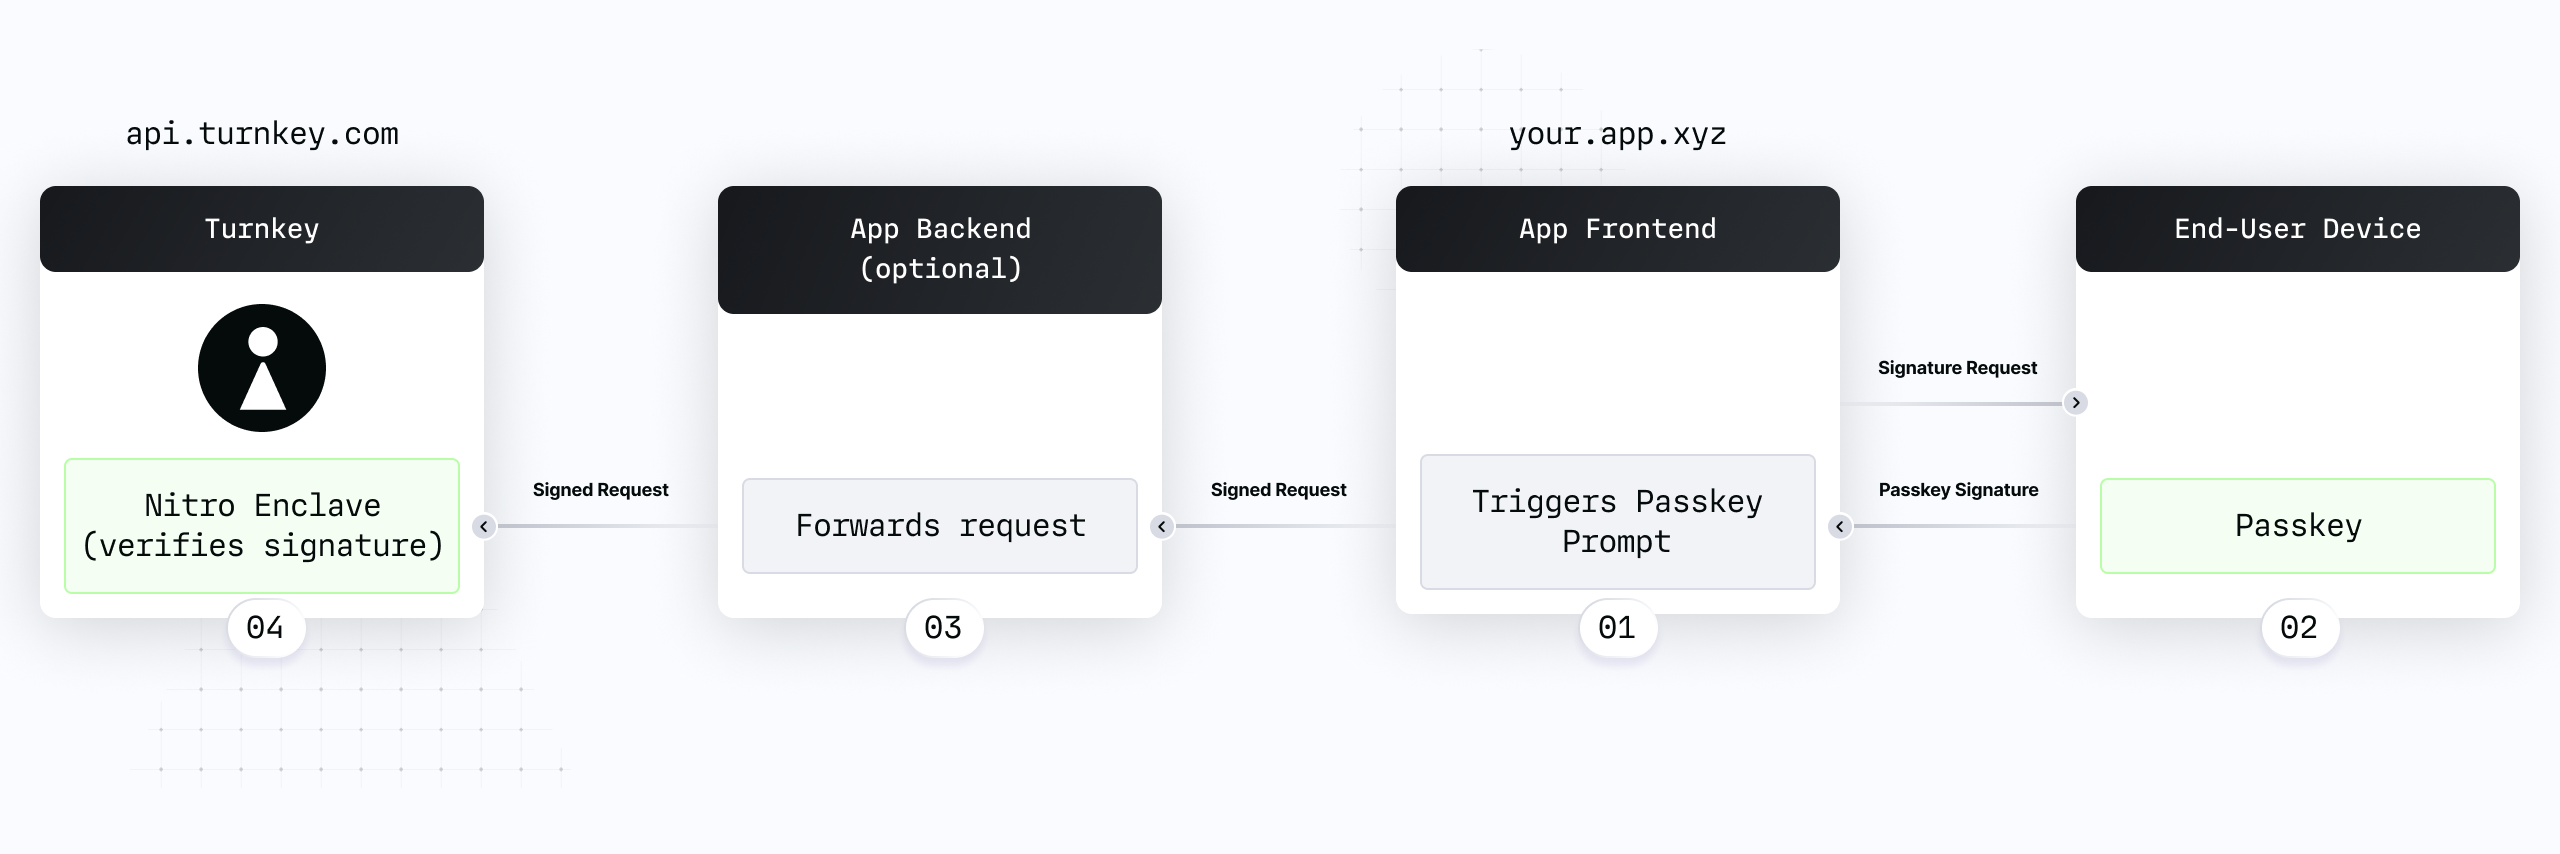 api.turnkey.com
your.app.xyz
Turnkey
App Backend
(optional)
App Frontend
End-User Device
Signature Request
Nitro Enclave
(verifies signature)
Signed Request
Forwards request
Signed Request
Triggers Passkey
Prompt
Passkey Signature
Passkey
04
03
01
02